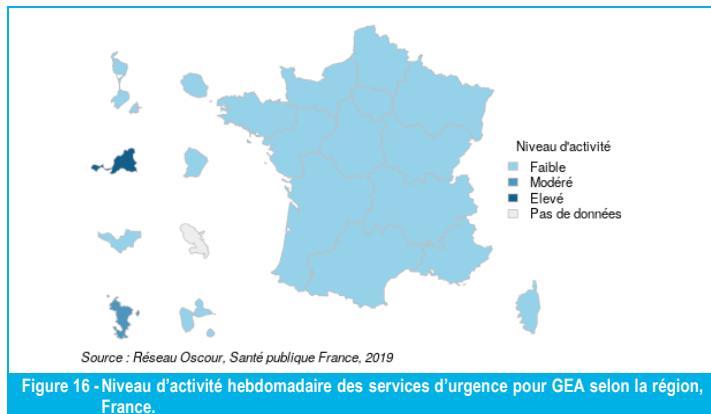 Niveau d'activité
Faible
Modéré
Elevé
Pas de données
Source : Réseau Oscour, Santé publique France, 2019
Figure 16 - Niveau d’activité hebdomadaire des services d’urgence pour GEA selon la région,
France.